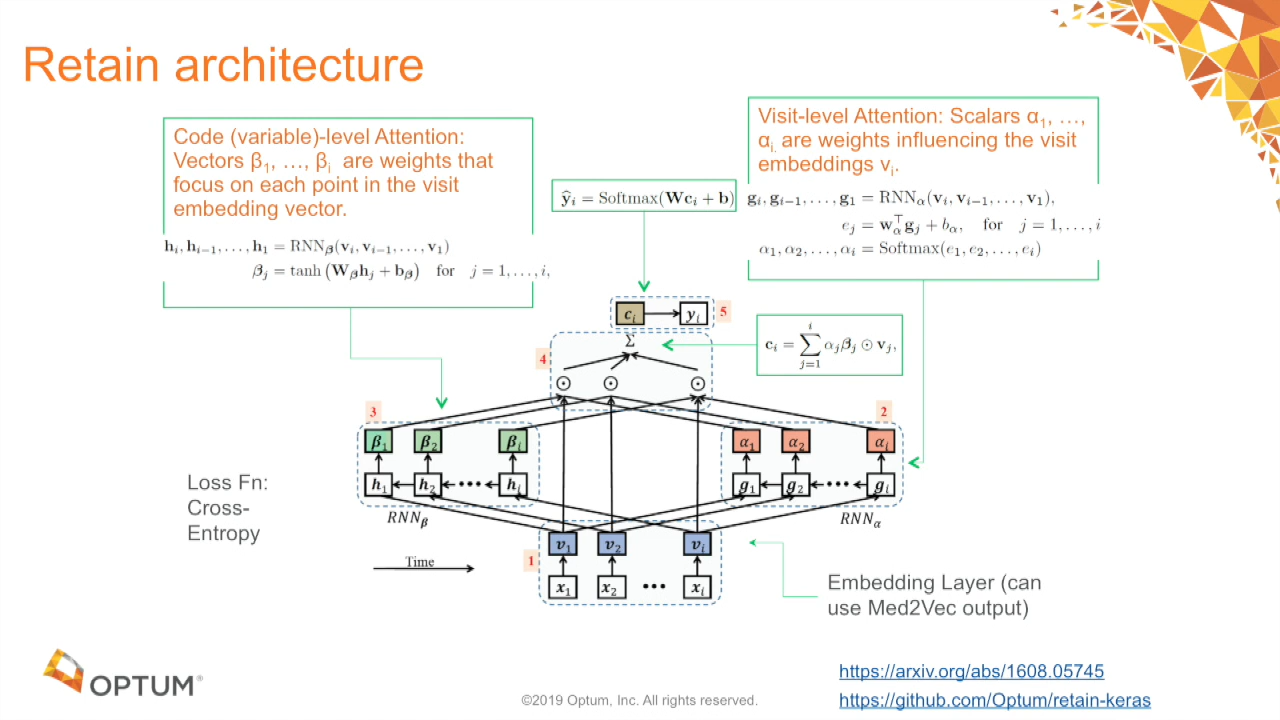 Retain architecture
Code (variable)-level Attention:
Vectors β1, …, βi are weights that
focus on each point in the visit
embedding vector.
hi, hi−1, . . . , h1 = RNNβ(vi, vi−1, . . . , v1)
βj = tanh (Wβhj + bβ) for j = 1, . . . , i,
ŷi = Softmax(Wci + b)
Visit-level Attention: Scalars α1, …,
αi. are weights influencing the visit
embeddings vi.
gi, gi−1, . . . , g1 = RNNα(vi, vi−1, . . . , v1),
ej = wα⊤gj + bα, for j = 1, . . . , i
α1, α2, . . . , αi = Softmax(e1, e2, . . . , ei)
ci → yi 5
Σ
ci = ∑j=1i αjβj ⊙ vj,
4
⊙ ⊙ ⊙
3
2
β1 β2 βi
α1 α2 αi
h1 h2 ••• hi
g1 g2 ••• gi
RNNβ
RNNα
Loss Fn:
Cross-
Entropy
1
v1 v2 vi
x1 x2 ••• xi
Time
Embedding Layer (can
use Med2Vec output)
OPTUM®
©2019 Optum, Inc. All rights reserved.
https://arxiv.org/abs/1608.05745
https://github.com/Optum/retain-keras